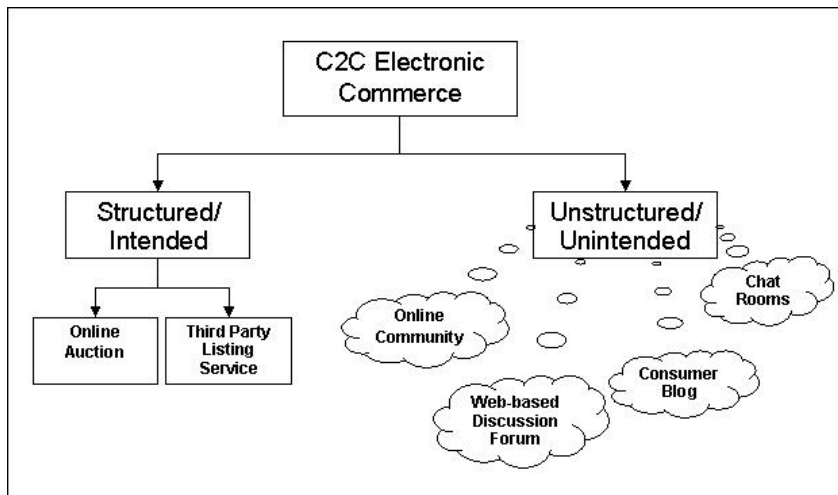 C2C Electronic
Commerce
Structured/
Intended
Unstructured/
Unintended
Online
Auction
Third Party
Listing
Service
Online
Community
Web-based
Discussion
Forum
Consumer
Blog
Chat
Rooms